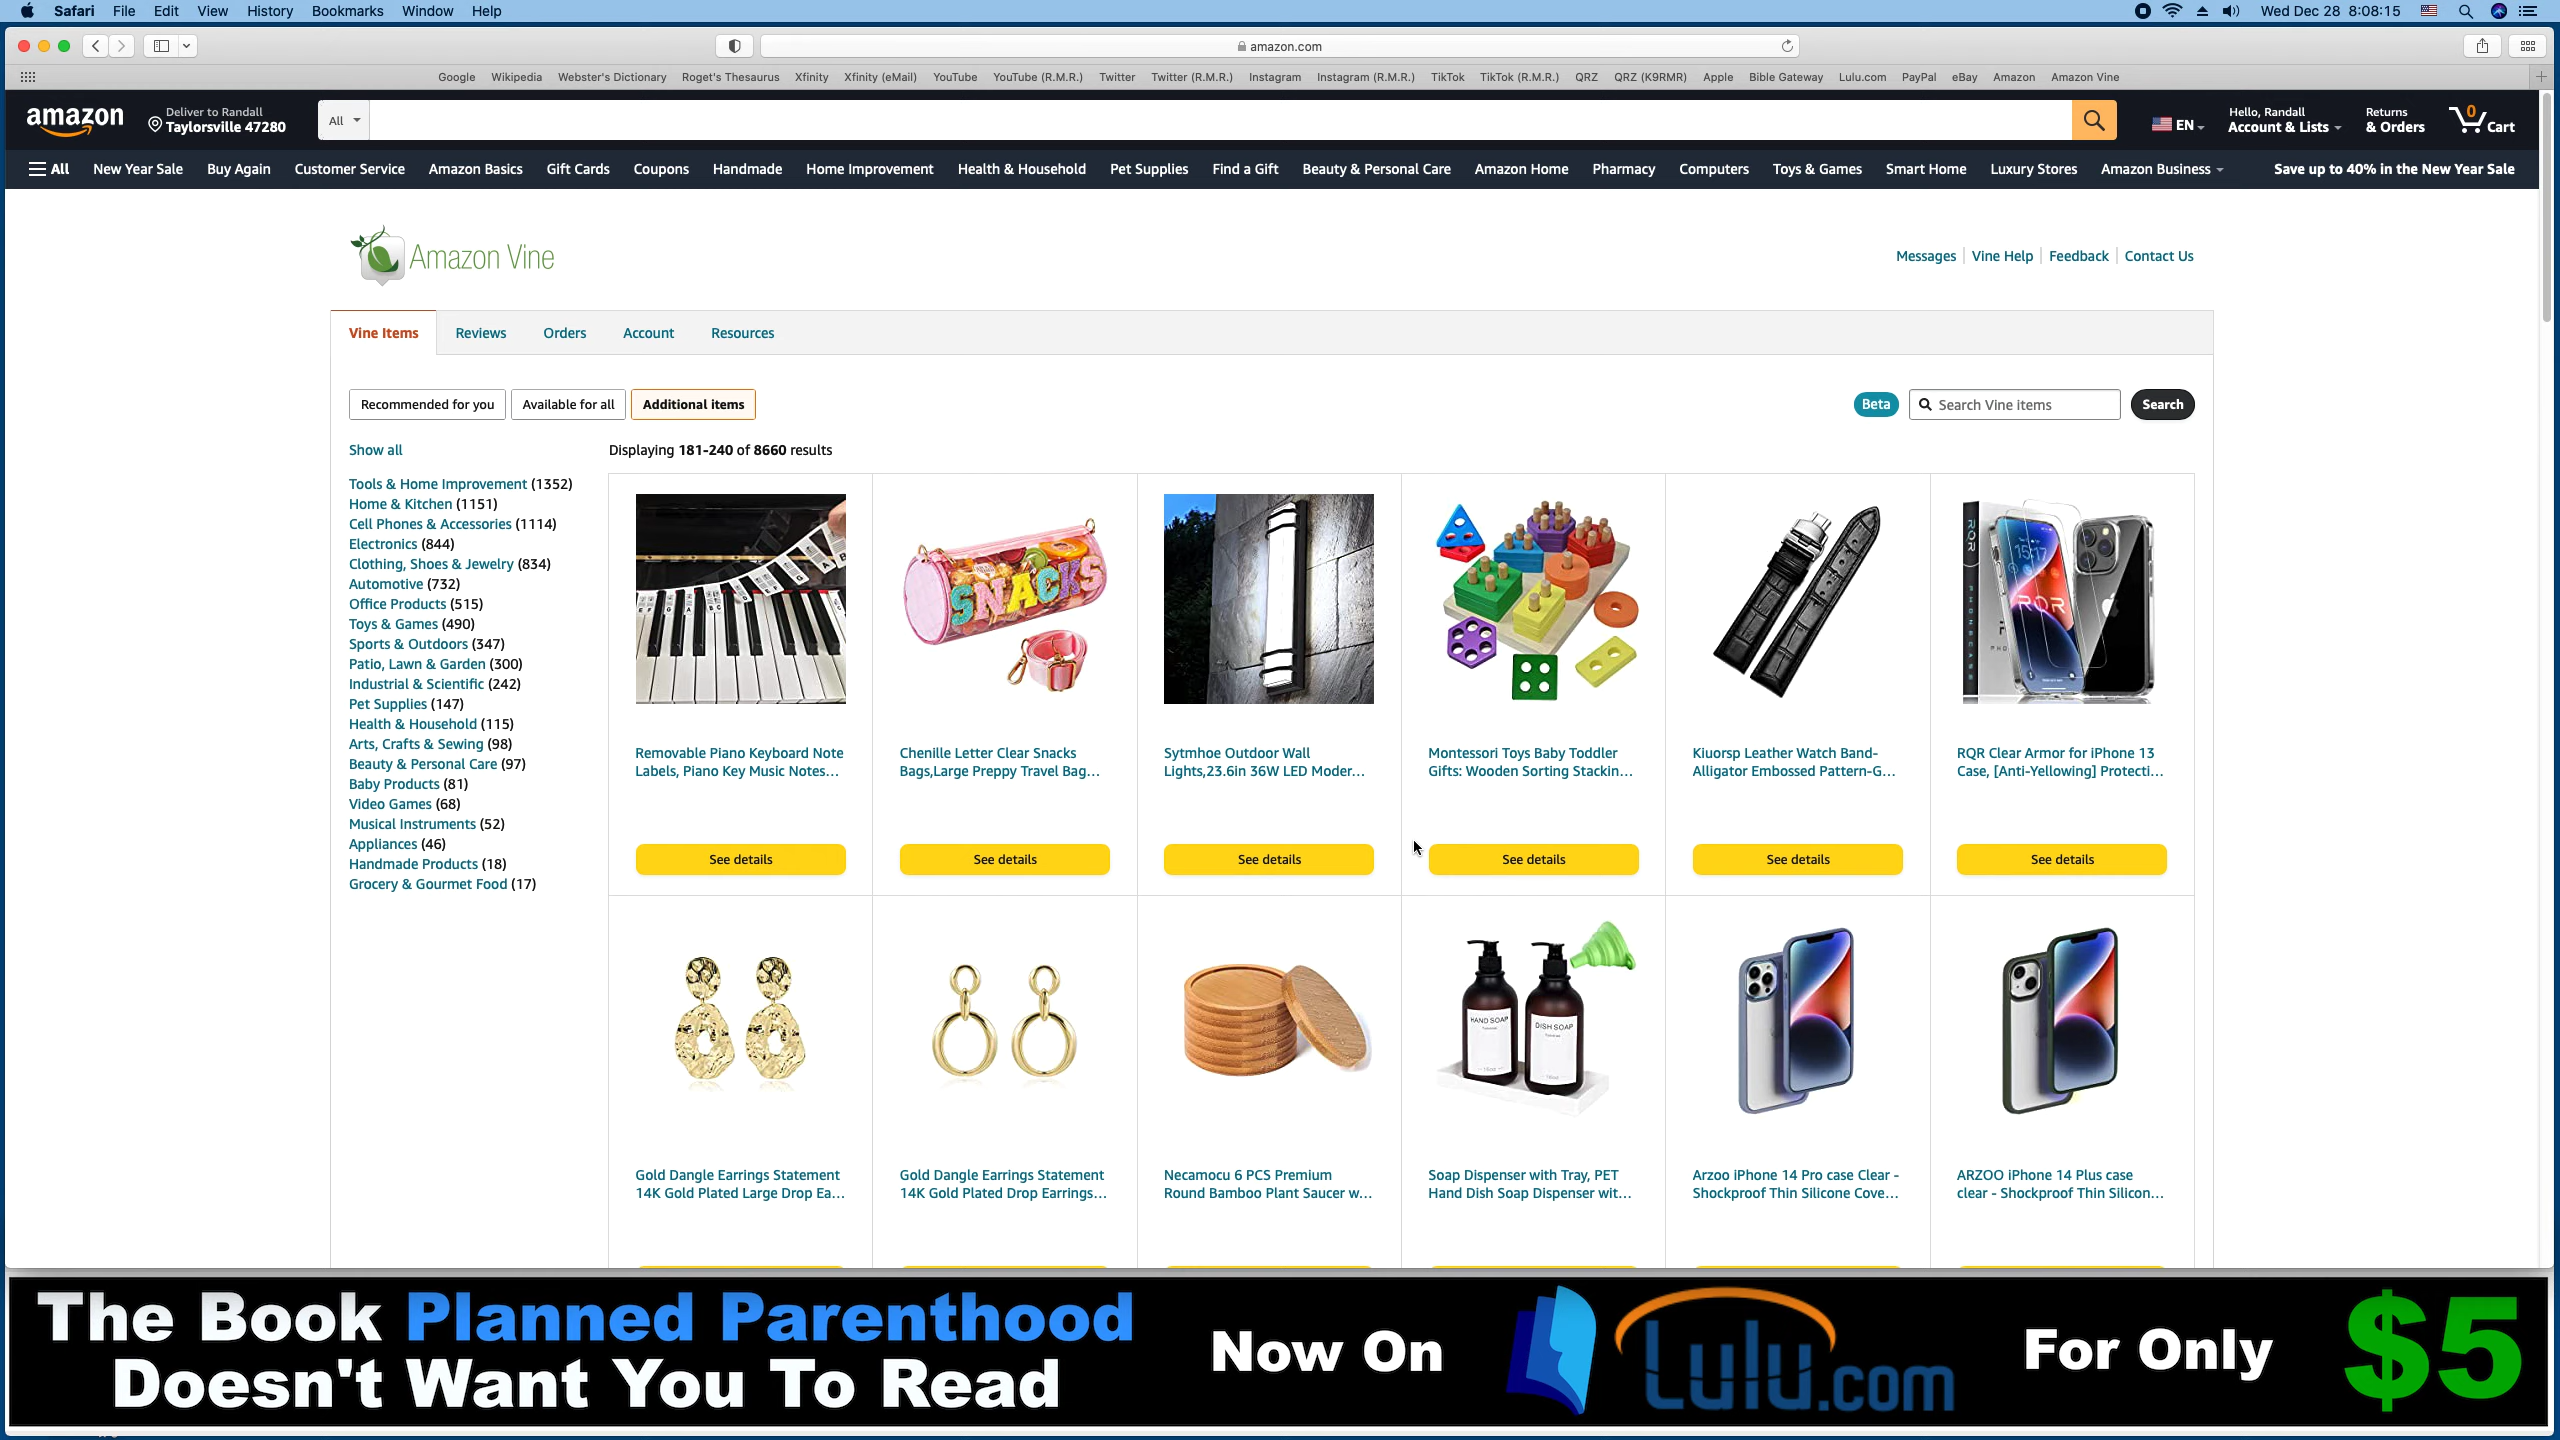 Safari File Edit View History Bookmarks Window Help
Wed Dec 28 8:08:15
amazon.com
Google Wikipedia Webster's Dictionary Roget's Thesaurus Xfinity Xfinity (eMail) YouTube YouTube (R.M.R.) Twitter Twitter (R.M.R.) Instagram Instagram (R.M.R.) TikTok TikTok (R.M.R.) QRZ QRZ (K9RMR) Apple Bible Gateway Lulu.com PayPal eBay Amazon Amazon Vine
amazon
Deliver to Randall
Taylorsville 47280
All
EN
Hello, Randall
Account & Lists
Returns
& Orders
0
Cart
All New Year Sale Buy Again Customer Service Amazon Basics Gift Cards Coupons Handmade Home Improvement Health & Household Pet Supplies Find a Gift Beauty & Personal Care Amazon Home Pharmacy Computers Toys & Games Smart Home Luxury Stores Amazon Business Save up to 40% in the New Year Sale
Amazon Vine
Messages Vine Help Feedback Contact Us
Vine Items Reviews Orders Account Resources
Recommended for you Available for all Additional items
Beta Search Vine items Search
Show all
Displaying 181-240 of 8660 results
Tools & Home Improvement (1352)
Home & Kitchen (1151)
Cell Phones & Accessories (1114)
Electronics (844)
Clothing, Shoes & Jewelry (834)
Automotive (732)
Office Products (515)
Toys & Games (490)
Sports & Outdoors (347)
Patio, Lawn & Garden (300)
Industrial & Scientific (242)
Pet Supplies (147)
Health & Household (115)
Arts, Crafts & Sewing (98)
Beauty & Personal Care (97)
Baby Products (81)
Video Games (68)
Musical Instruments (52)
Appliances (46)
Handmade Products (18)
Grocery & Gourmet Food (17)
SNACKS
RQR
Removable Piano Keyboard Note
Labels, Piano Key Music Notes...
Chenille Letter Clear Snacks
Bags,Large Preppy Travel Bag...
Sytmhoe Outdoor Wall
Lights,23.6in 36W LED Moder...
Montessori Toys Baby Toddler
Gifts: Wooden Sorting Stackin...
Kiuorsp Leather Watch Band-
Alligator Embossed Pattern-G...
RQR Clear Armor for iPhone 13
Case, [Anti-Yellowing] Protecti...
See details See details See details See details See details See details
HAND SOAP
DISH SOAP
Gold Dangle Earrings Statement
14K Gold Plated Large Drop Ea...
Gold Dangle Earrings Statement
14K Gold Plated Drop Earrings...
Necamocu 6 PCS Premium
Round Bamboo Plant Saucer w...
Soap Dispenser with Tray, PET
Hand Dish Soap Dispenser wit...
Arzoo iPhone 14 Pro case Clear -
Shockproof Thin Silicone Cove...
ARZOO iPhone 14 Plus case
clear - Shockproof Thin Silicon...
The Book Planned Parenthood
Doesn't Want You To Read
Now On
Lulu.com
For Only
$5